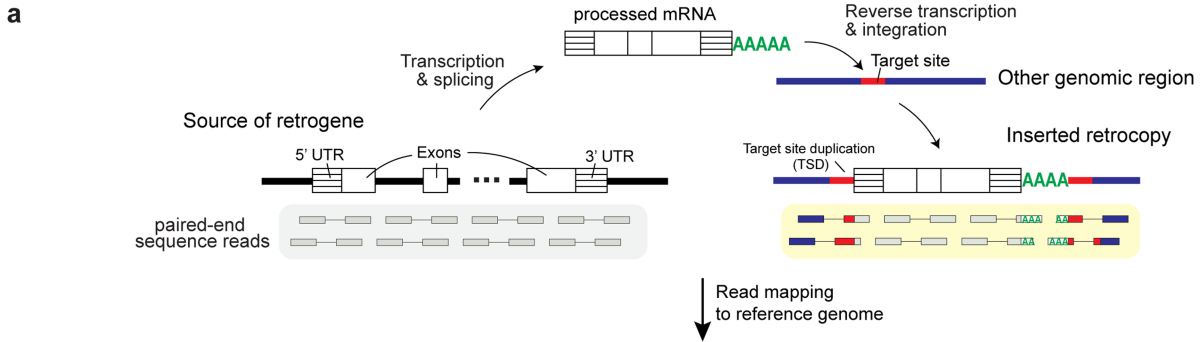 a
processed mRNA
AAAAA
Reverse transcription
& integration
Transcription
& splicing
Target site
Other genomic region
Source of retrogene
Inserted retrocopy
5’ UTR
Exons
3’ UTR
Target site duplication
(TSD)
AAAA
paired-end
sequence reads
AAA
AA
AA
AAA
Read mapping
to reference genome